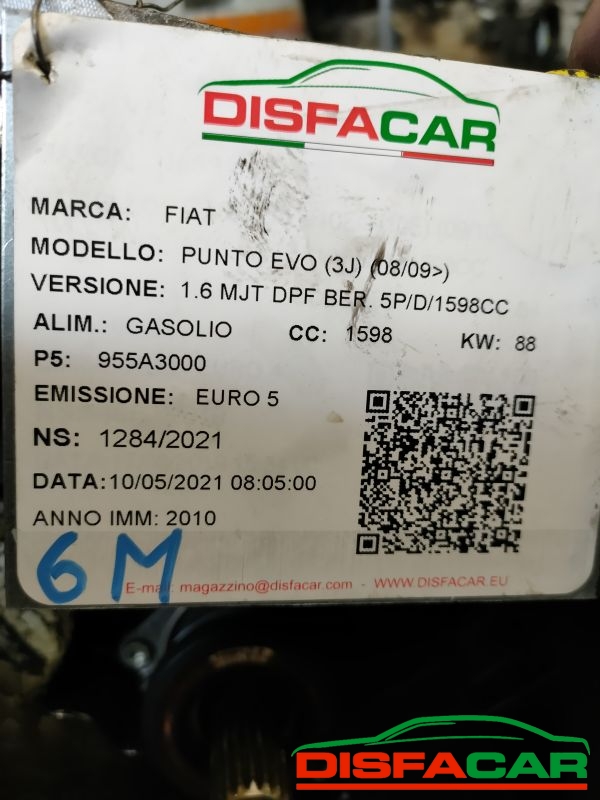 DISFACAR
MARCA: FIAT
MODELLO: PUNTO EVO (3J) (08/09>)
VERSIONE: 1.6 MJT DPF BER. 5P/D/1598CC
ALIM.: GASOLIO CC: 1598 KW: 88
P5: 955A3000
EMISSIONE: EURO 5
NS: 1284/2021
DATA:10/05/2021 08:05:00
ANNO IMM: 2010
6M
E-mail: magazzino@disfacar.com - WWW.DISFACAR.EU
DISFACAR